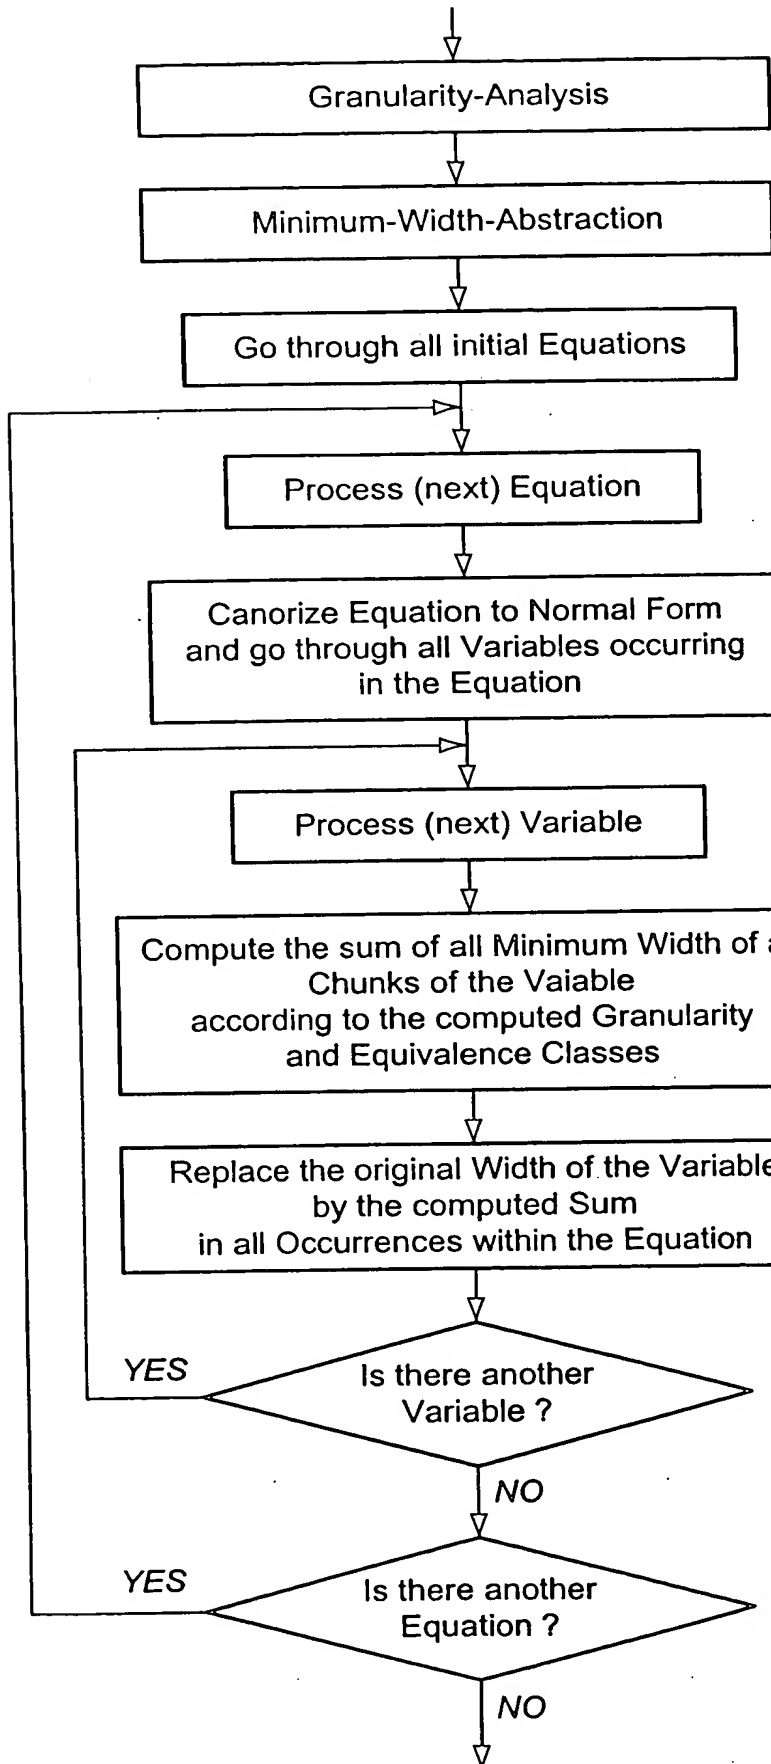 Granularity-Analysis
Minimum-Width-Abstraction
Go through all initial Equations
Process (next) Equation
Canorize Equation to Normal Form
and go through all Variables occurring
in the Equation
Process (next) Variable
Compute the sum of all Minimum Width of
Chunks of the Vaiable
according to the computed Granularity
and Equivalence Classes
Replace the original Width of the Variable
by the computed Sum
in all Occurrences within the Equation
YES
Is there another
Variable ?
NO
YES
Is there another
Equation ?
NO